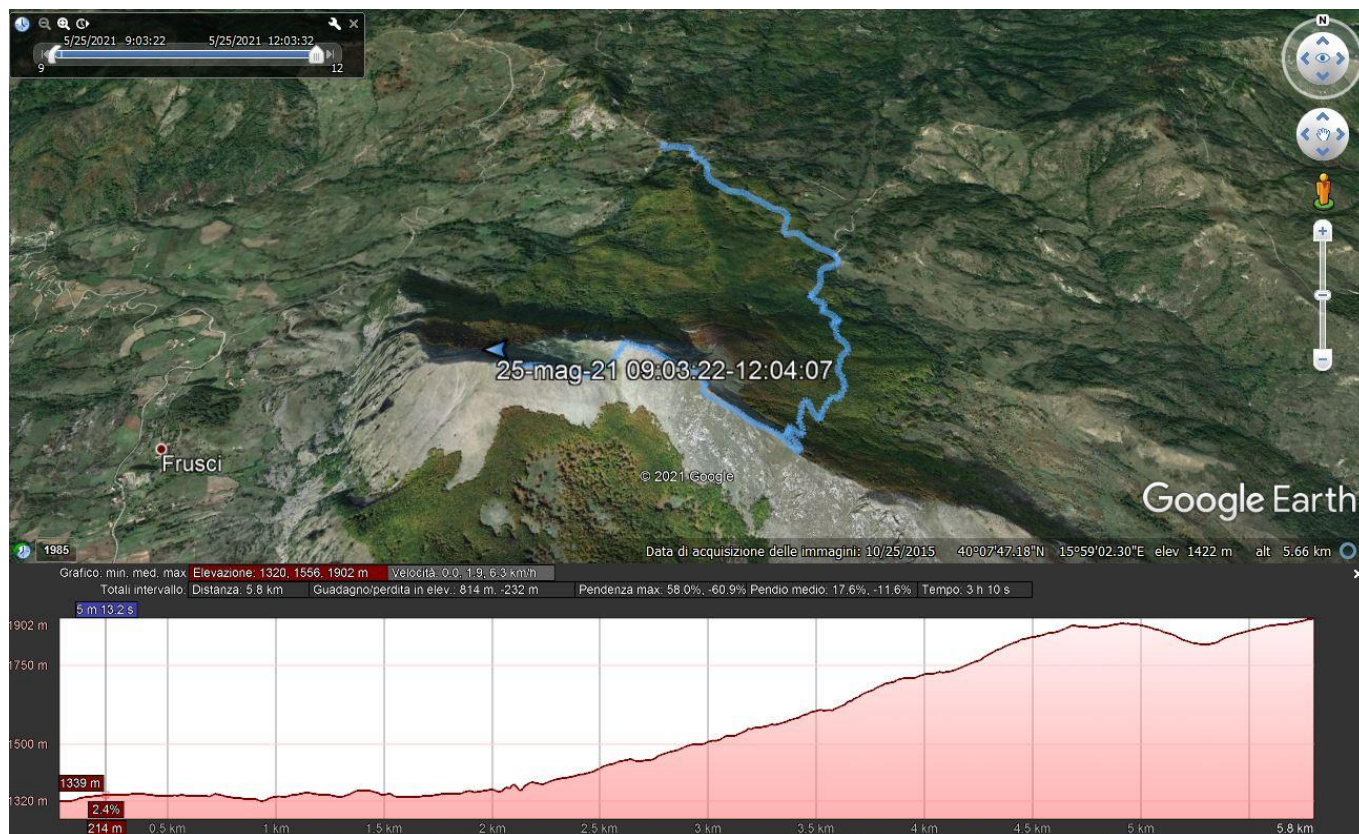 5/25/2021 9:03:22 5/25/2021 12:03:32
9 12
N
25-mag-21 09:03:22-12:04:07
Frusci
© 2021 Google
Google Earth
1985
Data di acquisizione delle immagini: 10/25/2015 40°07'47.18"N 15°59'02.30"E elev 1422 m alt 5.66 km
Grafico: min. med. max Elevazione: 1320, 1556, 1902 m Velocità: 0.0, 1.9, 6.3 km/h
Totali intervallo: Distanza: 5.8 km Guadagno/perdita in elev.: 814 m, -232 m Pendenza max: 58.0%, -60.9% Pendio medio: 17.6%, -11.6% Tempo: 3 h 10 s
5 m 13.2 s
1902 m
1750 m
1500 m
1339 m
1320 m
2.4%
214 m 0.5 km 1 km 1.5 km 2 km 2.5 km 3 km 3.5 km 4 km 4.5 km 5 km 5.8 km